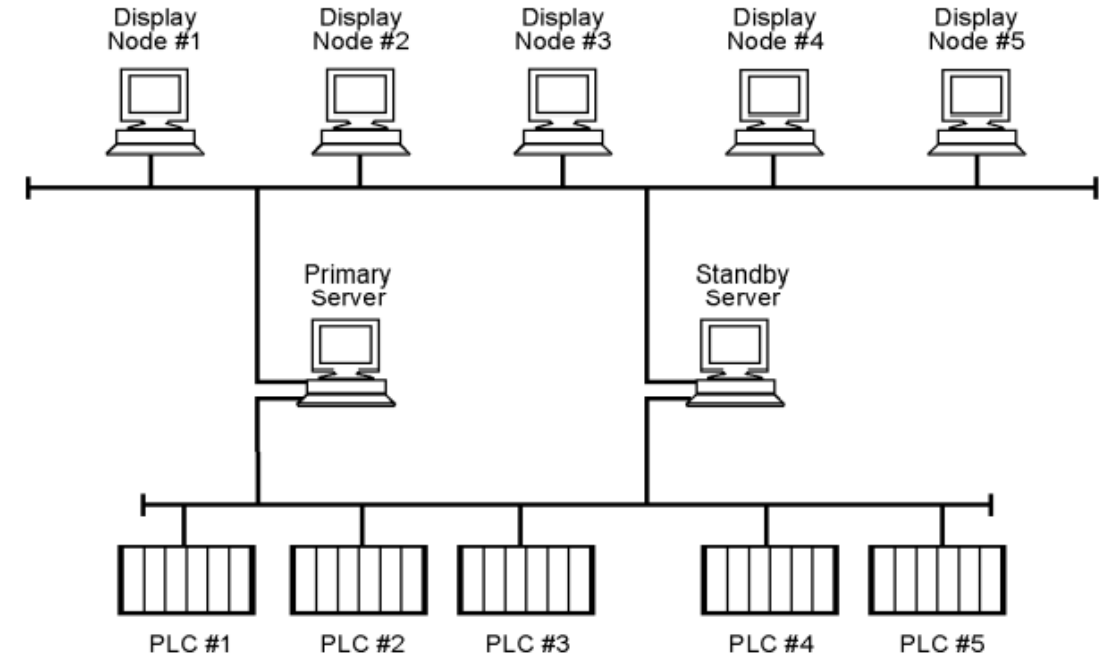 Display
Node #1
Display
Node #2
Display
Node #3
Display
Node #4
Display
Node #5
Primary
Server
Standby
Server
PLC #1
PLC #2
PLC #3
PLC #4
PLC #5